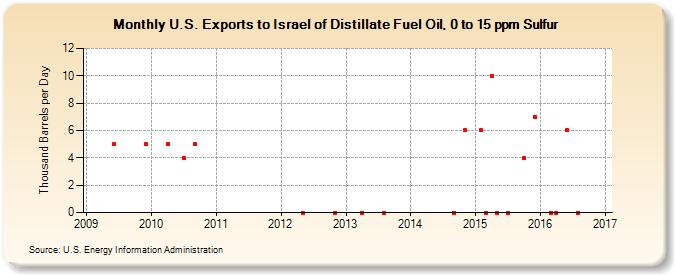 Monthly U.S. Exports to Israel of Distillate Fuel Oil, 0 to 15 ppm Sulfur
Thousand Barrels per Day
12
10
8
6
4
2
0
2009 2010 2011 2012 2013 2014 2015 2016 2017
Source: U.S. Energy Information Administration